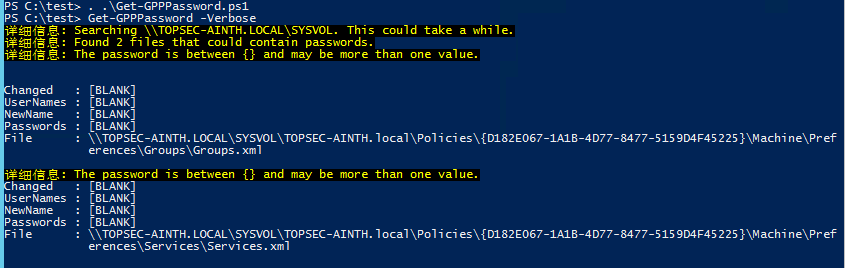 PS C:\test> . .\Get-GPPPassword.ps1
PS C:\test> Get-GPPPassword -Verbose
详细信息: Searching \\TOPSEC-AINTH.LOCAL\SYSVOL. This could take a while.
详细信息: Found 2 files that could contain passwords.
详细信息: The password is between {} and may be more than one value.
Changed   : [BLANK]
UserNames : [BLANK]
NewName   : [BLANK]
Passwords : [BLANK]
File      : \\TOPSEC-AINTH.LOCAL\SYSVOL\TOPSEC-AINTH.local\Policies\{D182E067-1A1B-4D77-8477-5159D4F45225}\Machine\Pref
erences\Groups\Groups.xml
详细信息: The password is between {} and may be more than one value.
Changed   : [BLANK]
UserNames : [BLANK]
NewName   : [BLANK]
Passwords : [BLANK]
File      : \\TOPSEC-AINTH.LOCAL\SYSVOL\TOPSEC-AINTH.local\Policies\{D182E067-1A1B-4D77-8477-5159D4F45225}\Machine\Pref
erences\Services\Services.xml